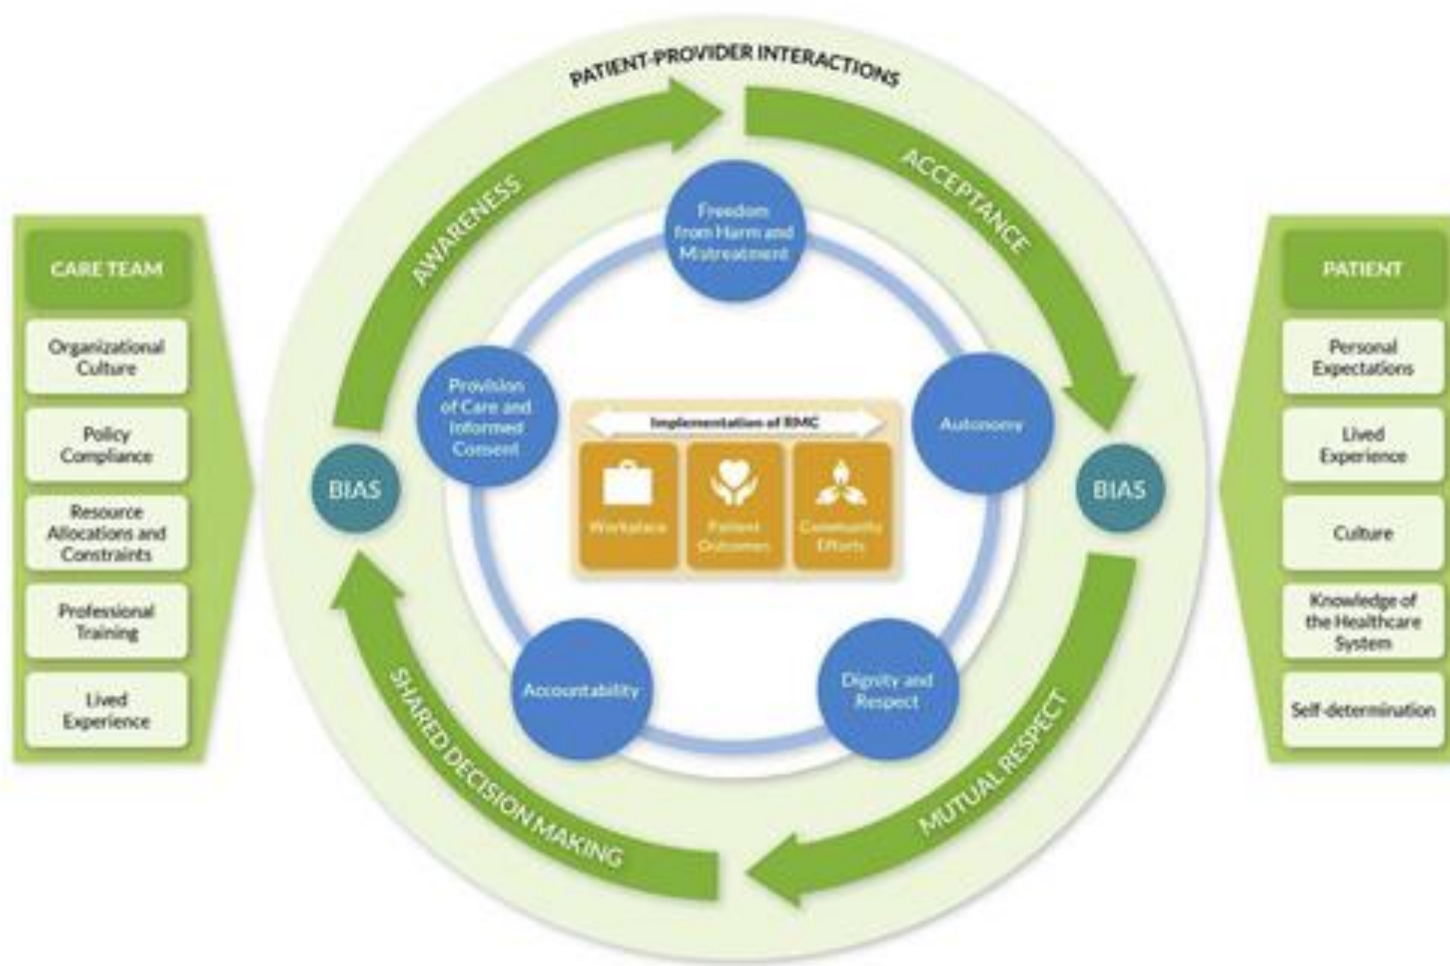 PATIENT-PROVIDER INTERACTIONS
AWARENESS
ACCEPTANCE
MUTUAL RESPECT
SHARED DECISION MAKING
BIAS
BIAS
CARE TEAM
Organizational
Culture
Policy
Compliance
Resource
Allocations and
Constraints
Professional
Training
Lived
Experience
Freedom
from Harm and
Mistreatment
Autonomy
Dignity and
Respect
Accountability
Provision
of Care and
Informed
Consent
Implementation of RMC
Workplace
Patient
Outcomes
Community
Efforts
PATIENT
Personal
Expectations
Lived
Experience
Culture
Knowledge of
the Healthcare
System
Self-determination